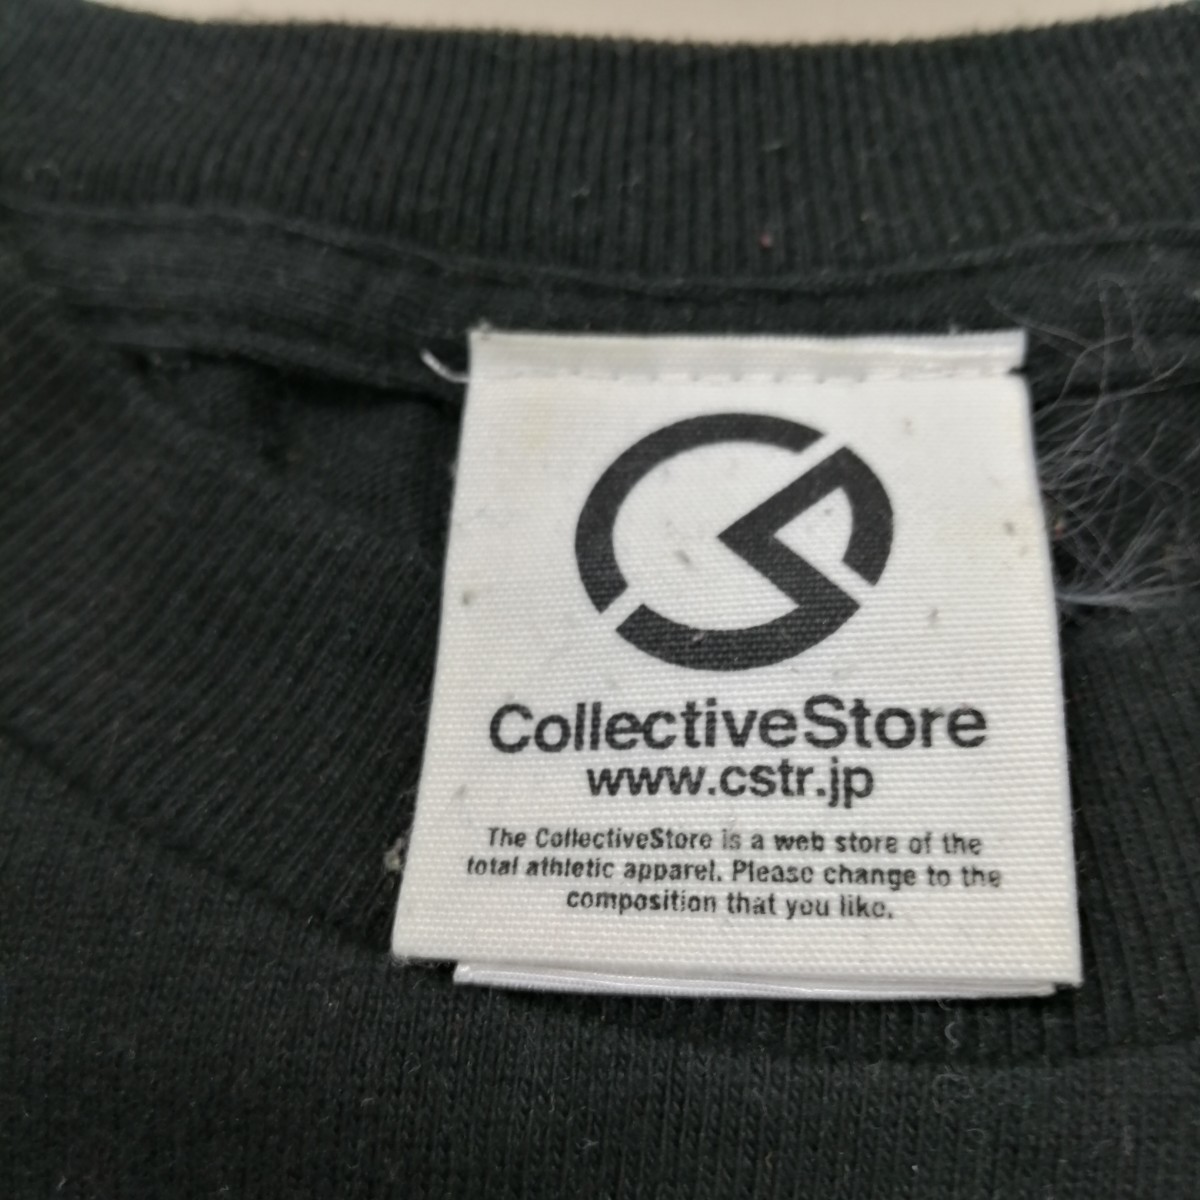 CollectiveStore
www.cstr.jp
The CollectiveStore is a web store of the
total athletic apparel. Please change to the
composition that you like.